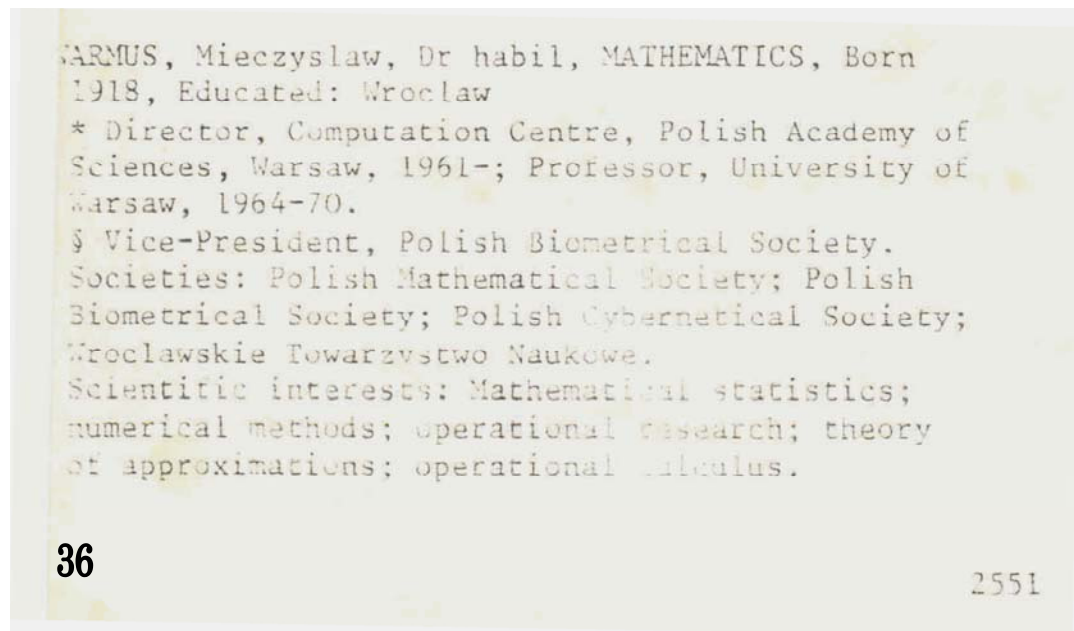 WARMUS, Mieczyslaw, Dr habil, MATHEMATICS, Born
1918, Educated: Wroclaw
* Director, Computation Centre, Polish Academy of
Sciences, Warsaw, 1961-; Professor, University of
Warsaw, 1964-70.
§ Vice-President, Polish Biometrical Society.
Societies: Polish Mathematical Society; Polish
Biometrical Society; Polish Cybernetical Society;
Wroclawskie Towarzystwo Naukowe.
Scientific interests: Mathematical statistics;
numerical methods; operational research; theory
of approximations; operational calculus.
36
2551